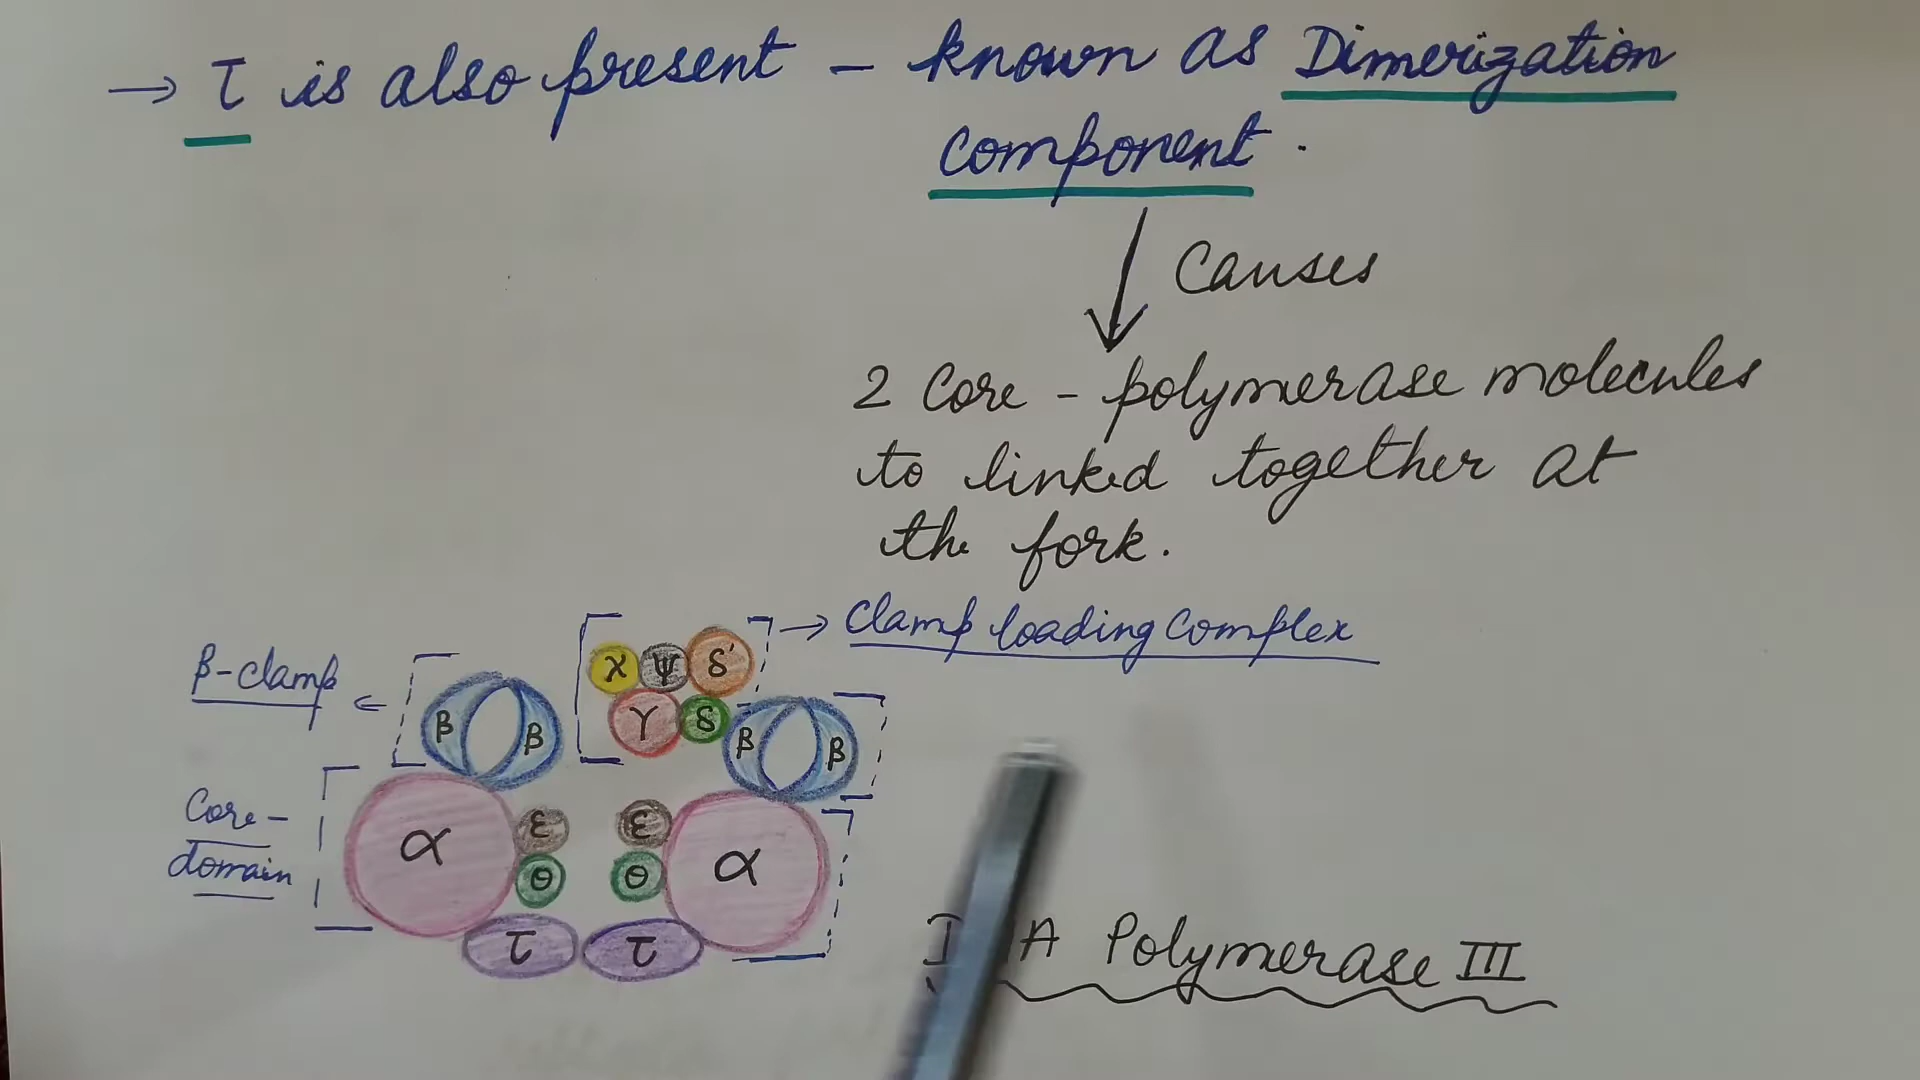 → τ is also present - known as Dimerization
component.
Causes
2 Core - polymerase molecules
to linked together at
the fork.
→ Clamp loading Complex
β-clamp ←
χ ψ δ'
γ δ
β β β β
Core-
domain
α ε ε α
θ θ
τ τ
A Polymerase III